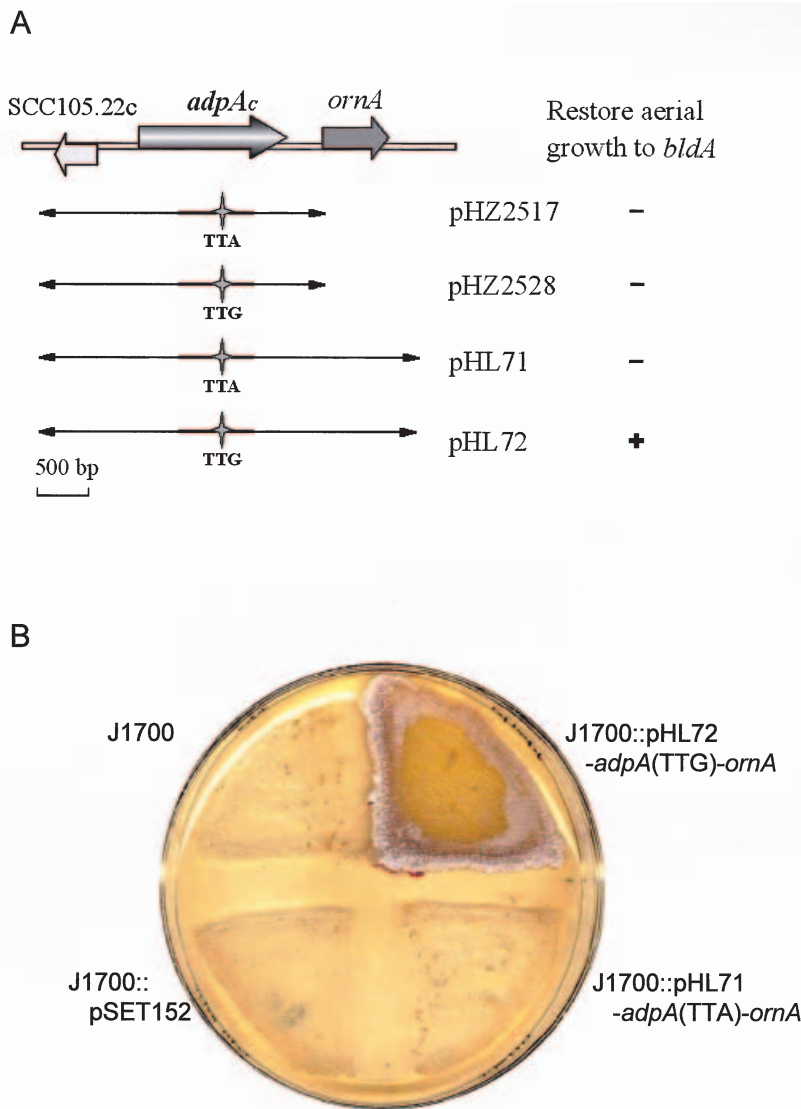 A
SCC105.22c
adpAc
ornA
Restore aerial
growth to bldA
pHZ2517
-
TTA
pHZ2528
-
TTG
pHL71
-
TTA
pHL72
+
TTG
500 bp
B
J1700
J1700::pHL72
-adpA(TTG)-ornA
J1700::
pSET152
J1700::pHL71
-adpA(TTA)-ornA